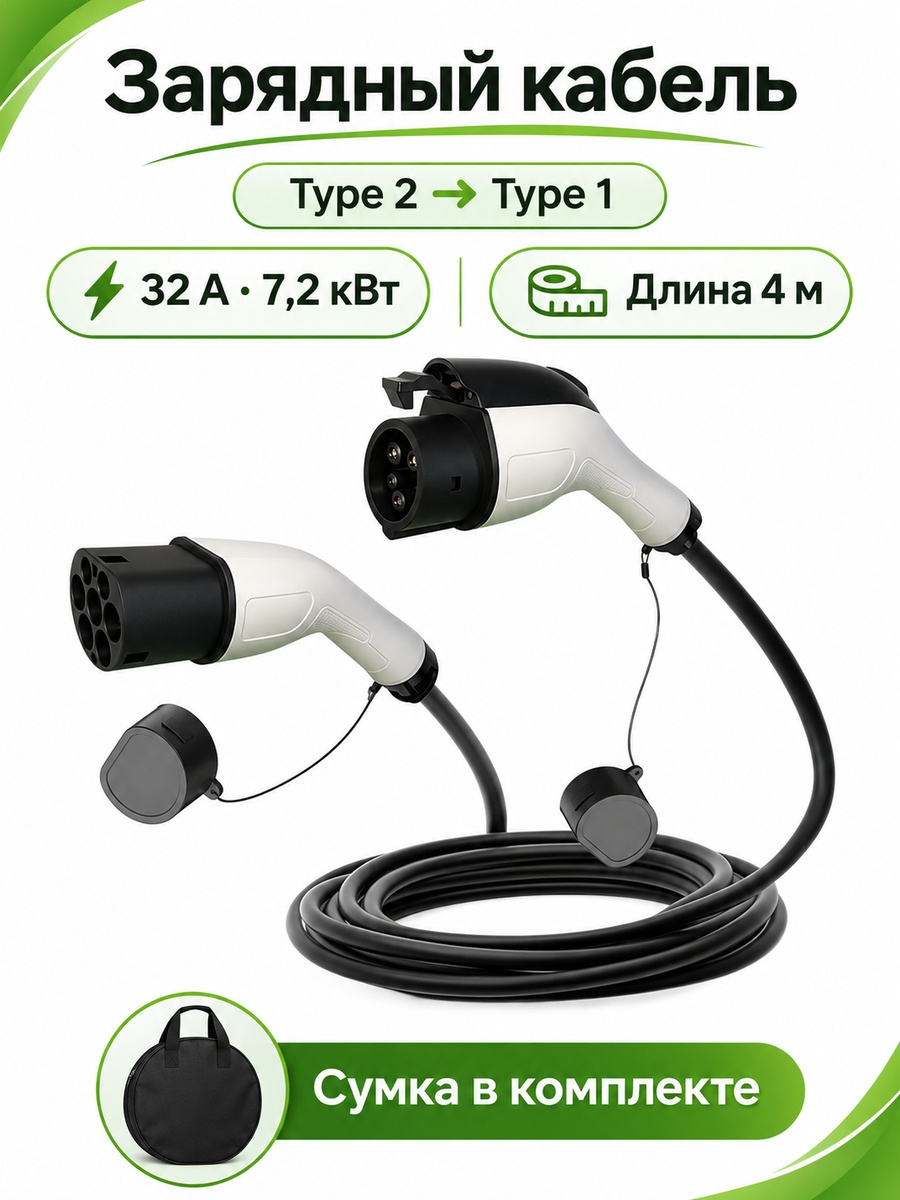 Зарядный кабель
Type 2 → Type 1
32 А · 7,2 кВт
Длина 4 м
Сумка в комплекте